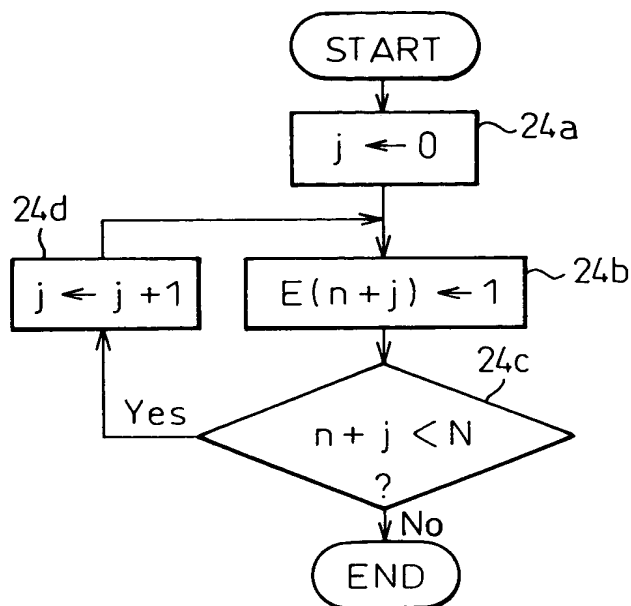 START
24a
j ← 0
24d
j ← j +1
24b
E(n+j) ← 1
24c
n + j < N
?
Yes
No
END